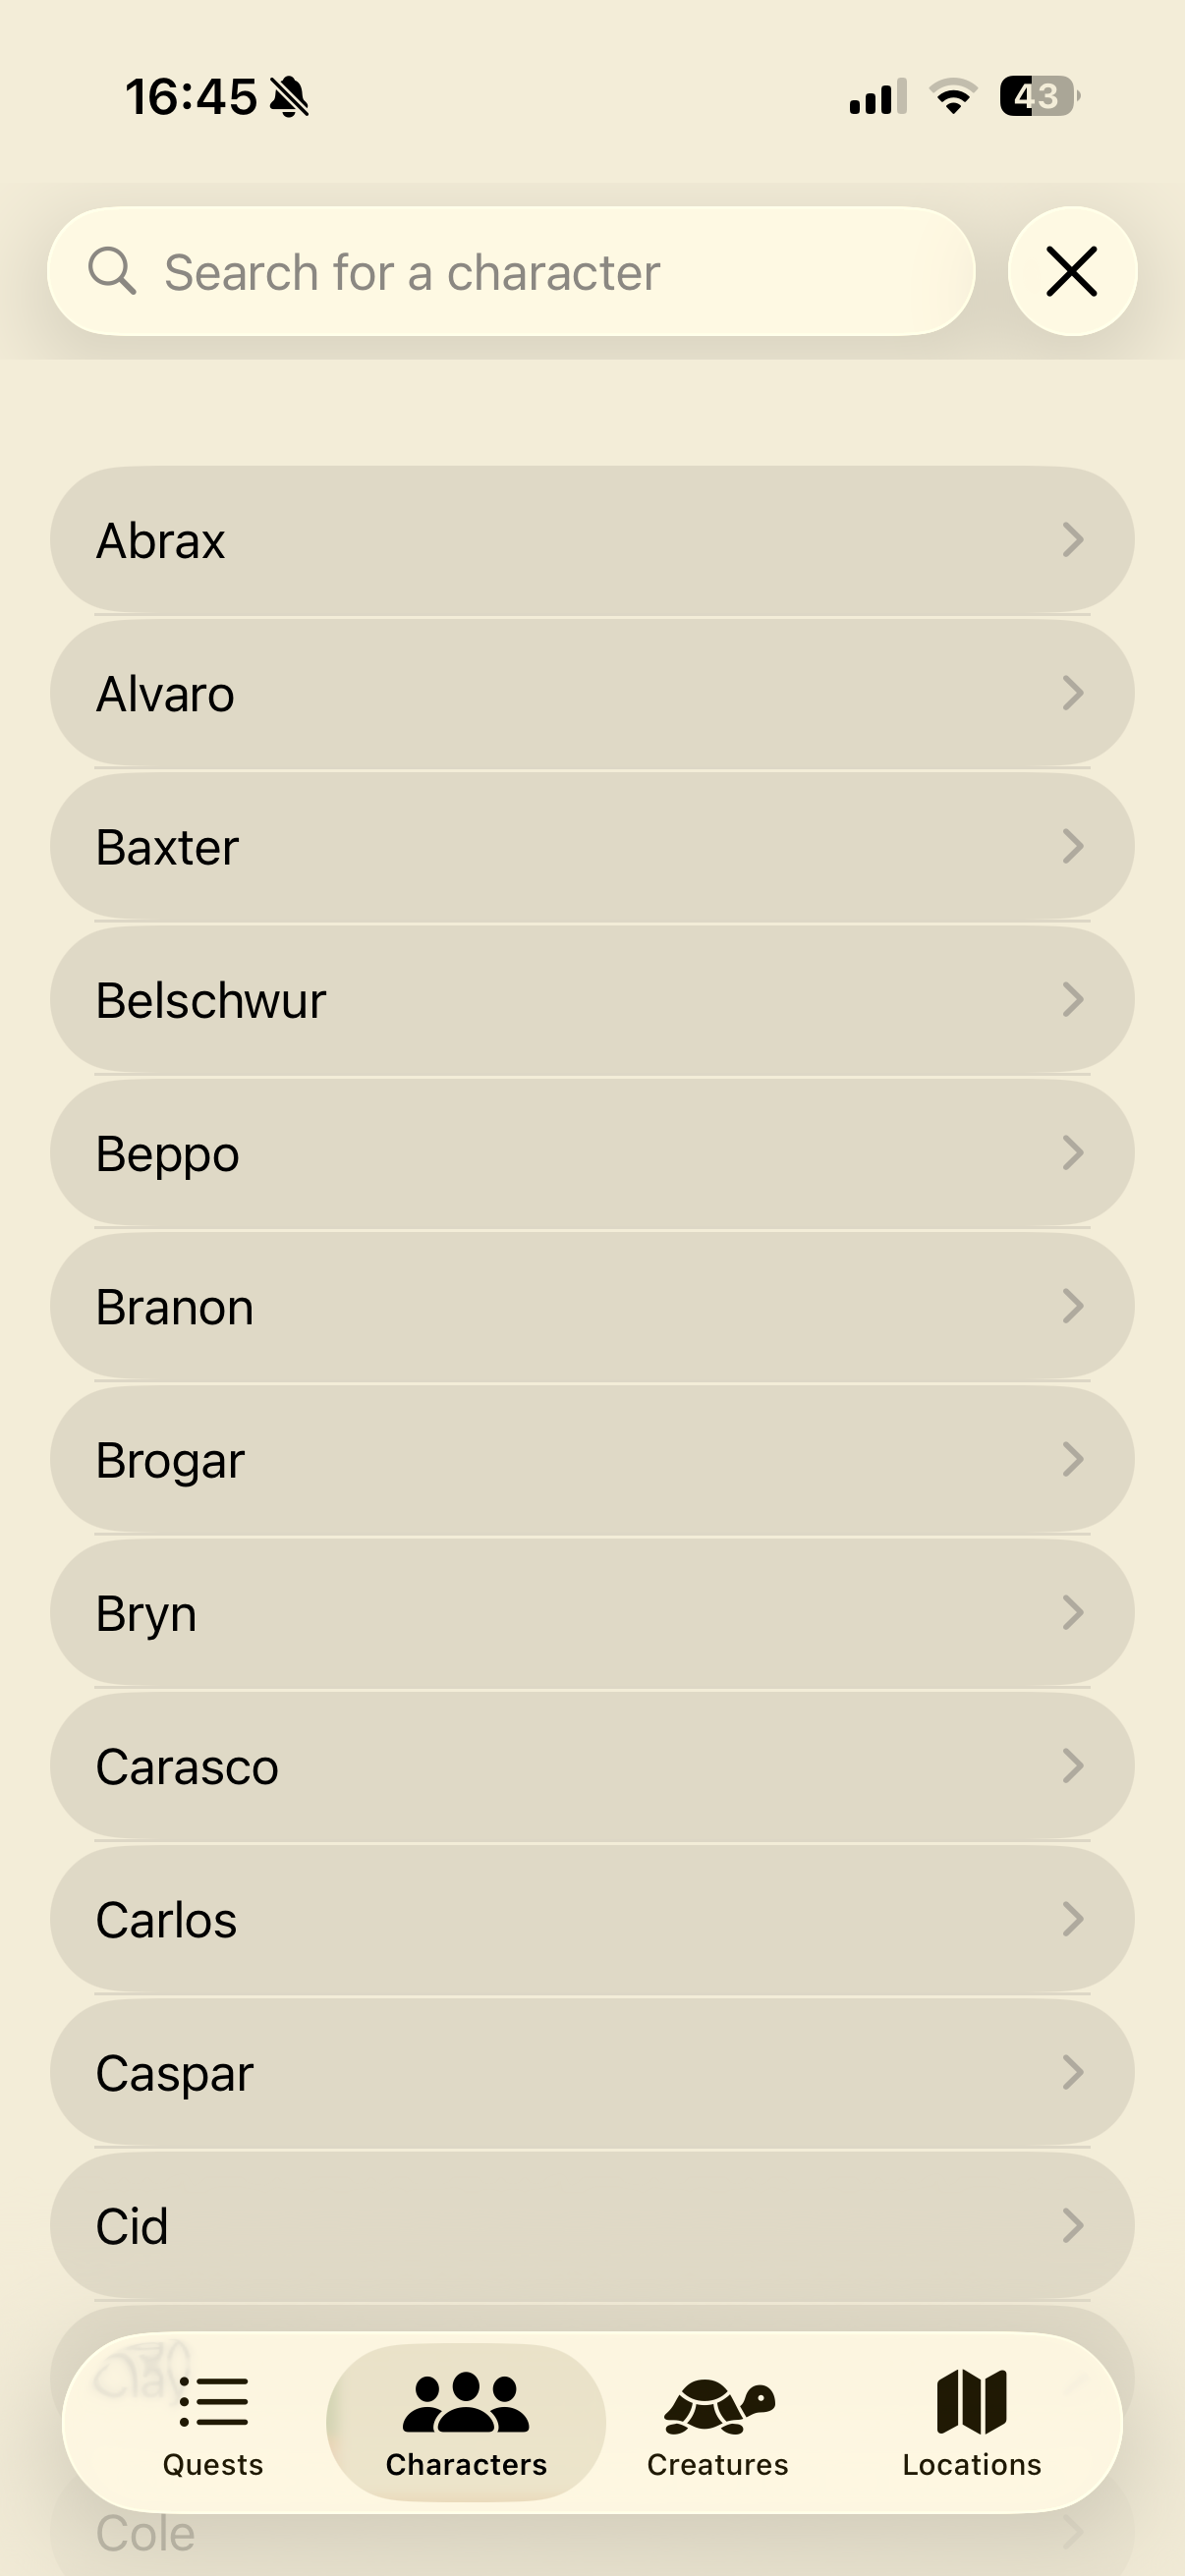 16:45
43
Search for a character
Abrax
Alvaro
Baxter
Belschwur
Beppo
Branon
Brogar
Bryn
Carasco
Carlos
Caspar
Cid
Clay
Quests
Characters
Creatures
Locations
Cole